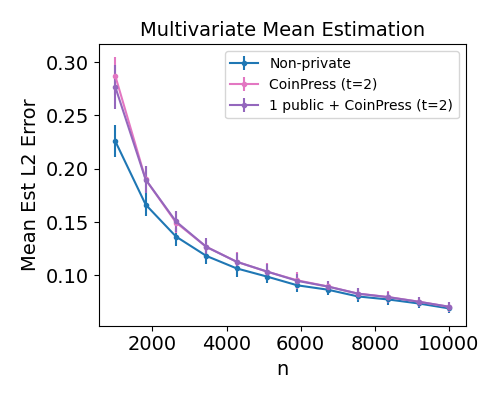 Multivariate Mean Estimation
Non-private
CoinPress (t=2)
1 public + CoinPress (t=2)
Mean Est L2 Error
0.30
0.25
0.20
0.15
0.10
2000 4000 6000 8000 10000
n